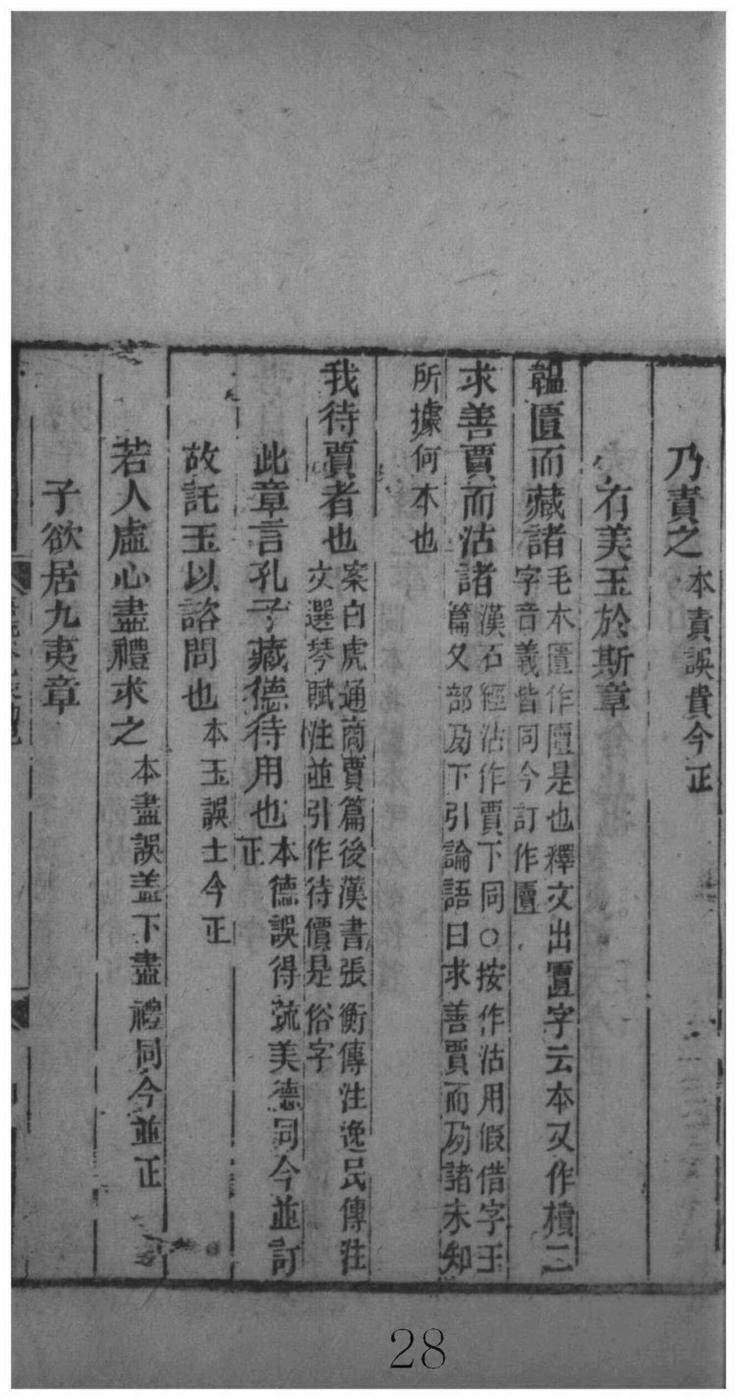 乃責之本責誤貴今正
有美玉於斯章
韞匵而藏諸毛本匵作匱是也釋文出匵字云本又作櫝二
字音義皆同今訂作匱
求善賈而沽諸漢石經沽作賈下同○按作沽用假借字玉
篇夂部夃下引論語曰求善賈而夃諸未知
所據何本也
我待賈者也案白虎通商賈篇後漢書張衡傳注逸民傳注
文選琴賦注並引作待價是俗字
此章言孔子藏德待用也本德誤得疏美德同今並訂
正
故託玉以諮問也本玉誤士今正
若人虛心盡禮求之本盡誤盖下盡禮同今並正
子欲居九夷章
28